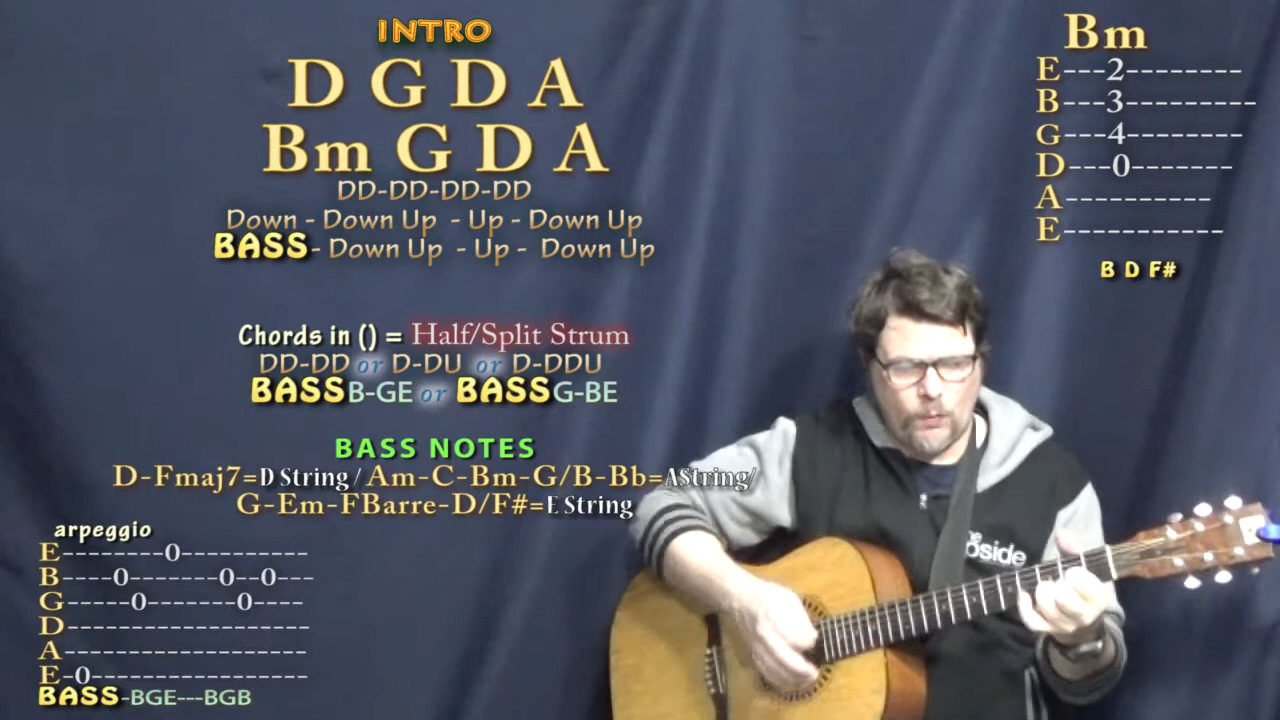 INTRO
D G D A
Bm G D A
DD-DD-DD-DD
Down - Down Up - Up - Down Up
BASS- Down Up - Up - Down Up
Chords in () = Half/Split Strum
DD-DD or D-DU or D-DDU
BASSB-GE or BASSG-BE
BASS NOTES
D-Fmaj7=D String / Am-C-Bm-G/B-Bb=AString/
G-Em-FBarre-D/F#=E String
arpeggio
E--------0----------
B----0-------0--0---
G-----0-------0----
D-------------------
A-------------------
E-0-----------------
BASS-BGE---BGB
Bm
E---2--------
B---3--------
G---4--------
D---0-------
A----------
E-----------
B D F#
side